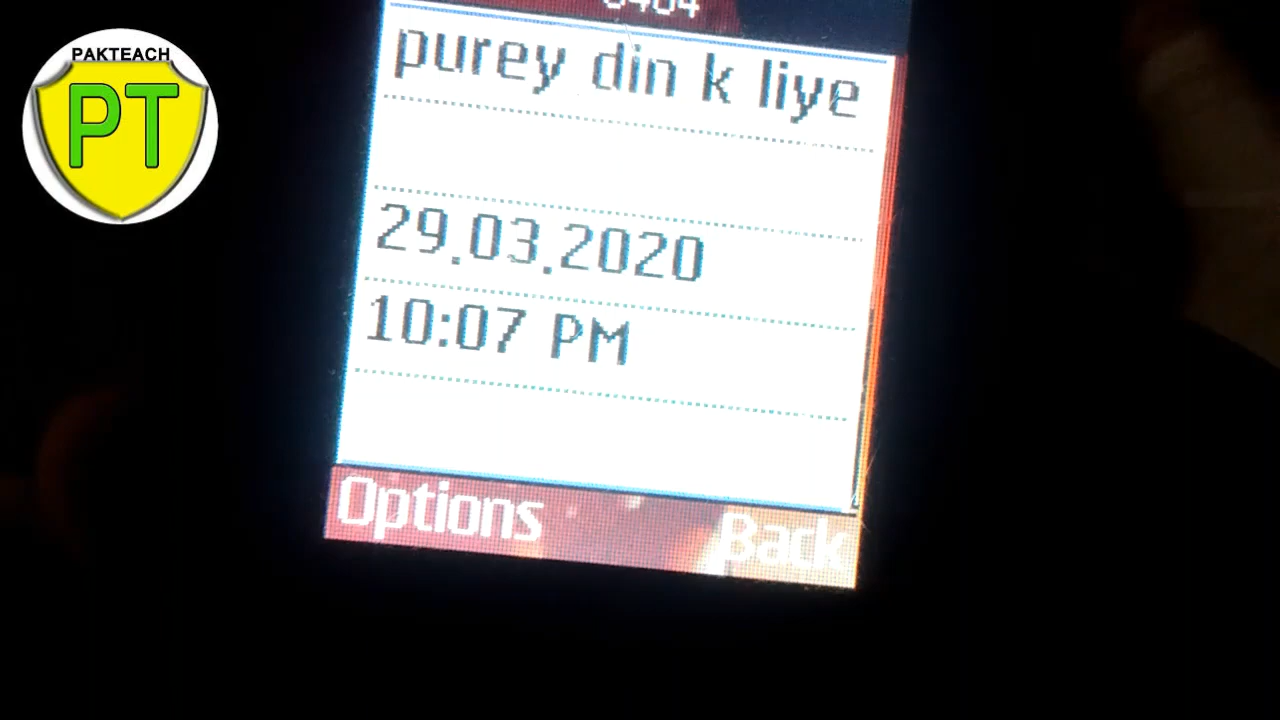 PAKTEACH
PT
purey din k liye
29.03.2020
10:07 PM
Options
Back